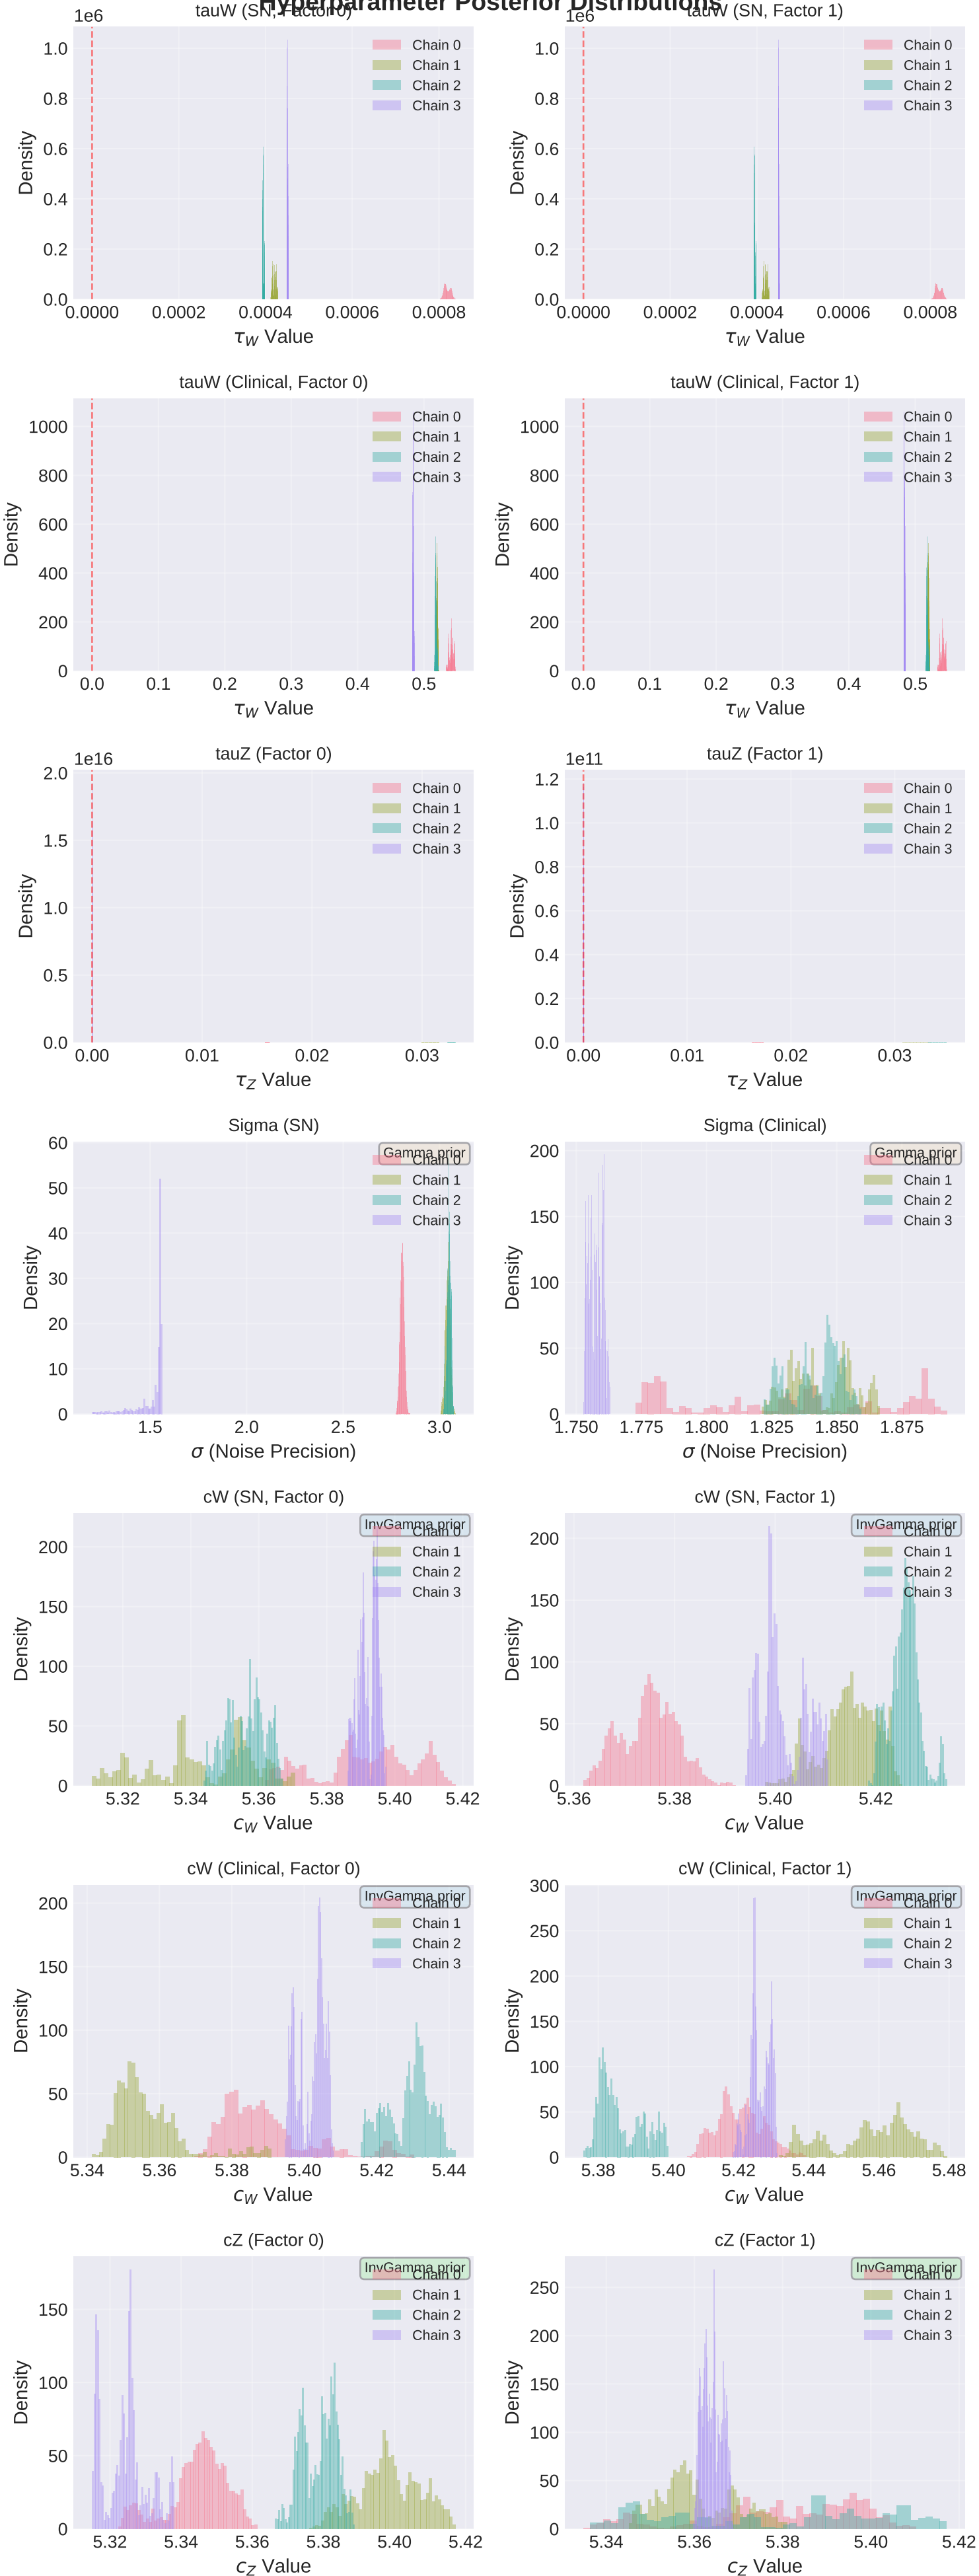 Hyperparameter Posterior Distributions
1e6
tauW (SN, Factor 0)
Density
1.0
0.8
0.6
0.4
0.2
0.0
Chain 0
Chain 1
Chain 2
Chain 3
0.0000 0.0002 0.0004 0.0006 0.0008
τW Value
1e6
tauW (SN, Factor 1)
Density
1.0
0.8
0.6
0.4
0.2
0.0
Chain 0
Chain 1
Chain 2
Chain 3
0.0000 0.0002 0.0004 0.0006 0.0008
τW Value
tauW (Clinical, Factor 0)
Density
1000
800
600
400
200
0
Chain 0
Chain 1
Chain 2
Chain 3
0.0 0.1 0.2 0.3 0.4 0.5
τW Value
tauW (Clinical, Factor 1)
Density
1000
800
600
400
200
0
Chain 0
Chain 1
Chain 2
Chain 3
0.0 0.1 0.2 0.3 0.4 0.5
τW Value
1e16
tauZ (Factor 0)
Density
2.0
1.5
1.0
0.5
0.0
Chain 0
Chain 1
Chain 2
Chain 3
0.00 0.01 0.02 0.03
τZ Value
1e11
tauZ (Factor 1)
Density
1.2
1.0
0.8
0.6
0.4
0.2
0.0
Chain 0
Chain 1
Chain 2
Chain 3
0.00 0.01 0.02 0.03
τZ Value
Sigma (SN)
Density
60
50
40
30
20
10
0
Gamma prior
Chain 0
Chain 1
Chain 2
Chain 3
1.5 2.0 2.5 3.0
σ (Noise Precision)
Sigma (Clinical)
Density
200
150
100
50
0
Gamma prior
Chain 0
Chain 1
Chain 2
Chain 3
1.750 1.775 1.800 1.825 1.850 1.875
σ (Noise Precision)
cW (SN, Factor 0)
Density
200
150
100
50
0
InvGamma prior
Chain 0
Chain 1
Chain 2
Chain 3
5.32 5.34 5.36 5.38 5.40 5.42
cW Value
cW (SN, Factor 1)
Density
200
150
100
50
0
InvGamma prior
Chain 0
Chain 1
Chain 2
Chain 3
5.36 5.38 5.40 5.42
cW Value
cW (Clinical, Factor 0)
Density
200
150
100
50
0
InvGamma prior
Chain 0
Chain 1
Chain 2
Chain 3
5.34 5.36 5.38 5.40 5.42 5.44
cW Value
cW (Clinical, Factor 1)
Density
300
250
200
150
100
50
0
InvGamma prior
Chain 0
Chain 1
Chain 2
Chain 3
5.38 5.40 5.42 5.44 5.46 5.48
cW Value
cZ (Factor 0)
Density
150
100
50
0
InvGamma prior
Chain 0
Chain 1
Chain 2
Chain 3
5.32 5.34 5.36 5.38 5.40 5.42
cZ Value
cZ (Factor 1)
Density
250
200
150
100
50
0
InvGamma prior
Chain 0
Chain 1
Chain 2
Chain 3
5.34 5.36 5.38 5.40 5.42
cZ Value